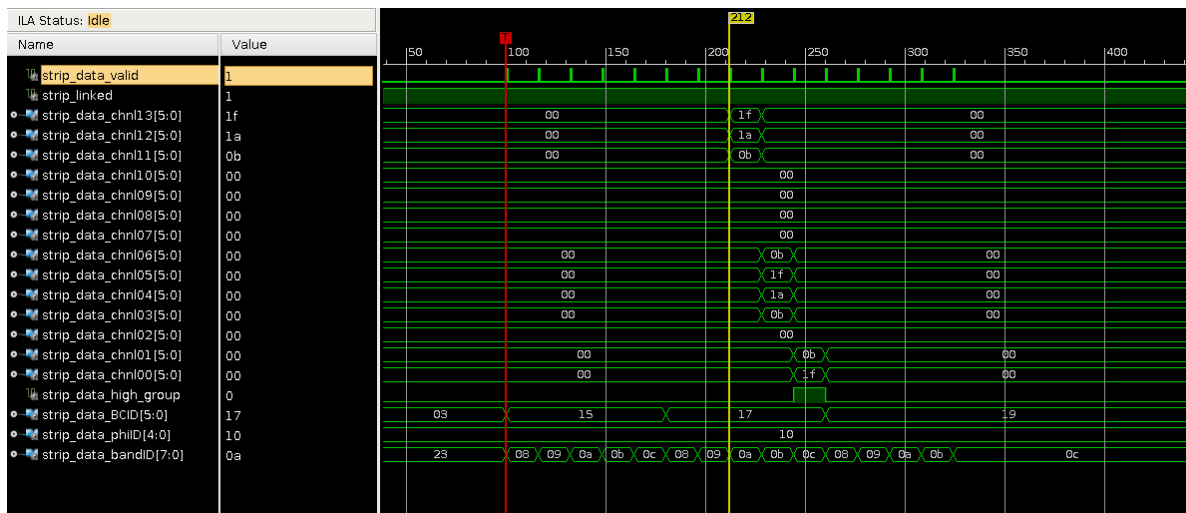 ILA Status: Idle
Name Value
212
50 100 150 200 250 300 350 400
strip_data_valid 1
strip_linked 1
strip_data_chnl13[5:0] 1f 00 1f 00
strip_data_chnl12[5:0] 1a 00 1a 00
strip_data_chnl11[5:0] 0b 00 0b 00
strip_data_chnl10[5:0] 00 00
strip_data_chnl09[5:0] 00 00
strip_data_chnl08[5:0] 00 00
strip_data_chnl07[5:0] 00 00
strip_data_chnl06[5:0] 00 00 0b 00
strip_data_chnl05[5:0] 00 00 1f 00
strip_data_chnl04[5:0] 00 00 1a 00
strip_data_chnl03[5:0] 00 00 0b 00
strip_data_chnl02[5:0] 00 00
strip_data_chnl01[5:0] 00 00 0b 00
strip_data_chnl00[5:0] 00 00 1f 00
strip_data_high_group 0
strip_data_BCID[5:0] 17 03 15 17 19
strip_data_phiID[4:0] 10 10
strip_data_bandID[7:0] 0a 23 08 09 0a 0b 0c 08 09 0a 0b 0c 08 09 0a 0b 0c